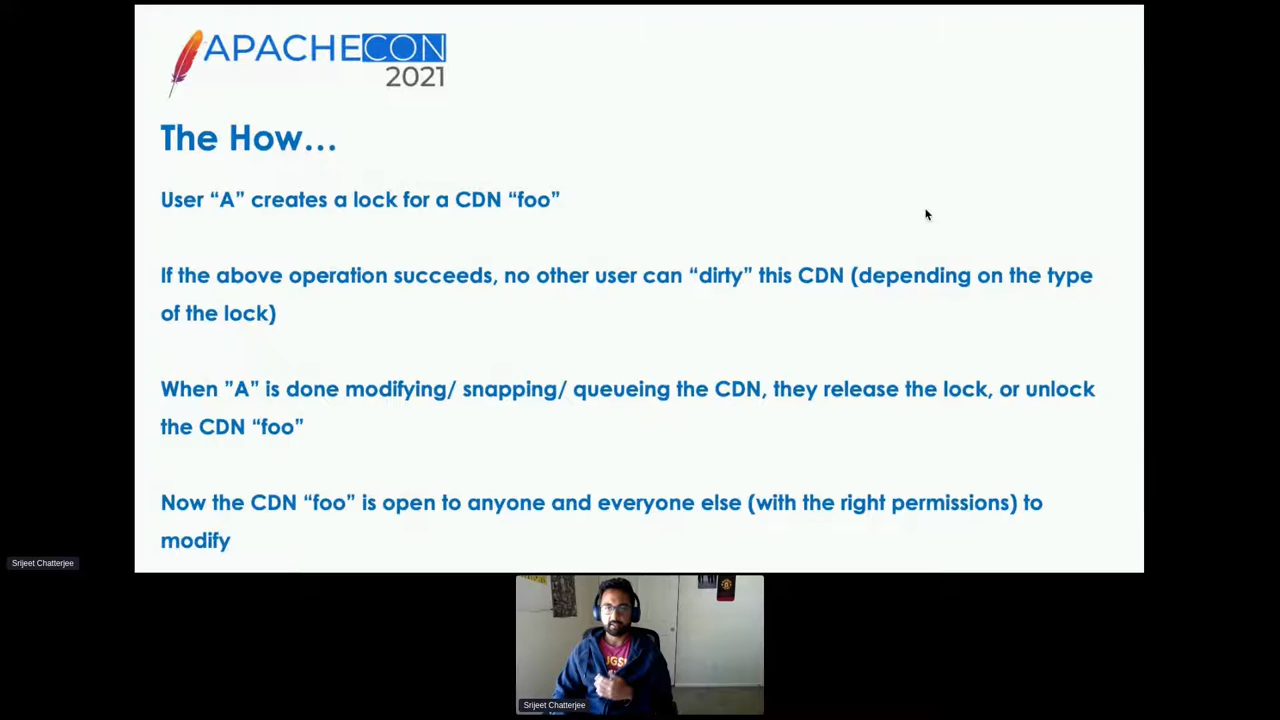 APACHECON
2021
The How…
User “A” creates a lock for a CDN “foo”
If the above operation succeeds, no other user can “dirty” this CDN (depending on the type
of the lock)
When ”A” is done modifying/ snapping/ queueing the CDN, they release the lock, or unlock
the CDN “foo”
Now the CDN “foo” is open to anyone and everyone else (with the right permissions) to
modify
Srijeet Chatterjee
Srijeet Chatterjee